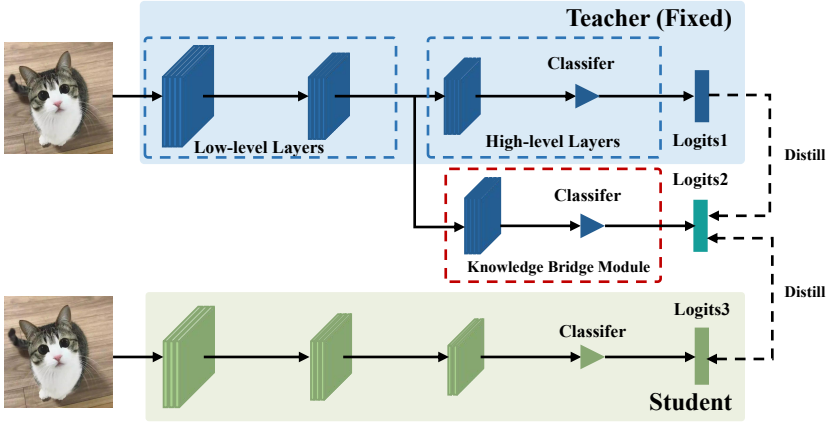 Teacher (Fixed)
Classifer
Low-level Layers
High-level Layers
Logits1
Distill
Logits2
Classifer
Knowledge Bridge Module
Distill
Logits3
Classifer
Student